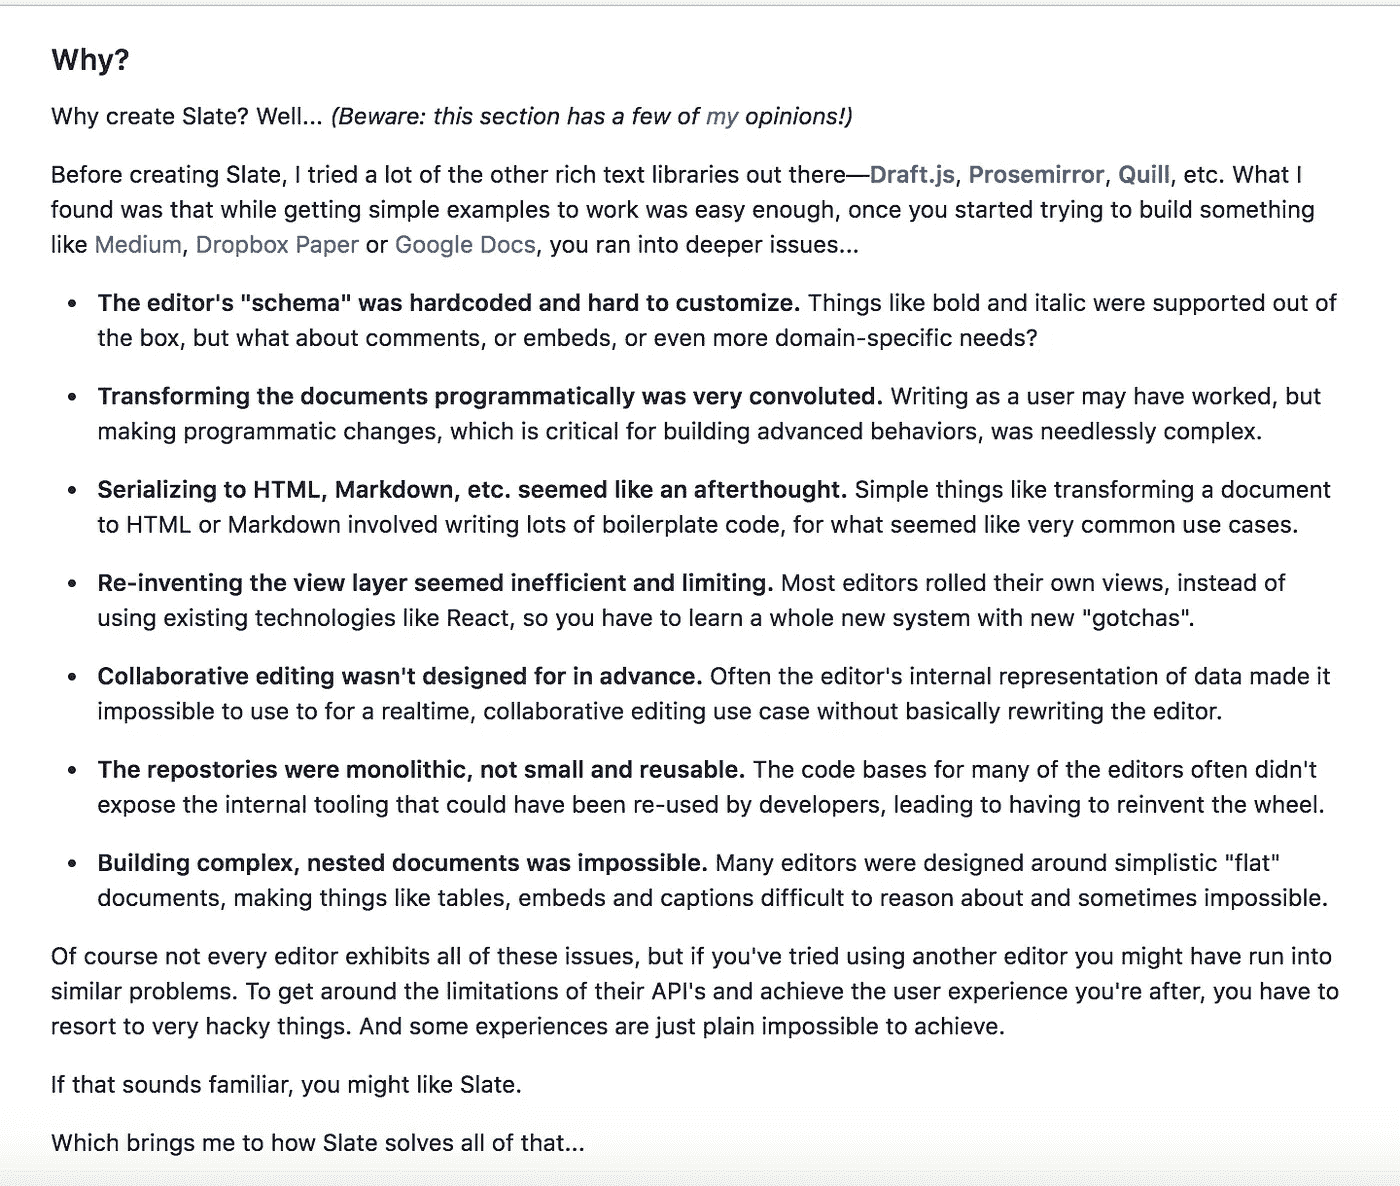 Why?
Why create Slate? Well... (Beware: this section has a few of my opinions!)
Before creating Slate, I tried a lot of the other rich text libraries out there—Draft.js, Prosemirror, Quill, etc. What I
found was that while getting simple examples to work was easy enough, once you started trying to build something
like Medium, Dropbox Paper or Google Docs, you ran into deeper issues...
• The editor's "schema" was hardcoded and hard to customize. Things like bold and italic were supported out of
the box, but what about comments, or embeds, or even more domain-specific needs?
• Transforming the documents programmatically was very convoluted. Writing as a user may have worked, but
making programmatic changes, which is critical for building advanced behaviors, was needlessly complex.
• Serializing to HTML, Markdown, etc. seemed like an afterthought. Simple things like transforming a document
to HTML or Markdown involved writing lots of boilerplate code, for what seemed like very common use cases.
• Re-inventing the view layer seemed inefficient and limiting. Most editors rolled their own views, instead of
using existing technologies like React, so you have to learn a whole new system with new "gotchas".
• Collaborative editing wasn't designed for in advance. Often the editor's internal representation of data made it
impossible to use to for a realtime, collaborative editing use case without basically rewriting the editor.
• The repostories were monolithic, not small and reusable. The code bases for many of the editors often didn't
expose the internal tooling that could have been re-used by developers, leading to having to reinvent the wheel.
• Building complex, nested documents was impossible. Many editors were designed around simplistic "flat"
documents, making things like tables, embeds and captions difficult to reason about and sometimes impossible.
Of course not every editor exhibits all of these issues, but if you've tried using another editor you might have run into
similar problems. To get around the limitations of their API's and achieve the user experience you're after, you have to
resort to very hacky things. And some experiences are just plain impossible to achieve.
If that sounds familiar, you might like Slate.
Which brings me to how Slate solves all of that...